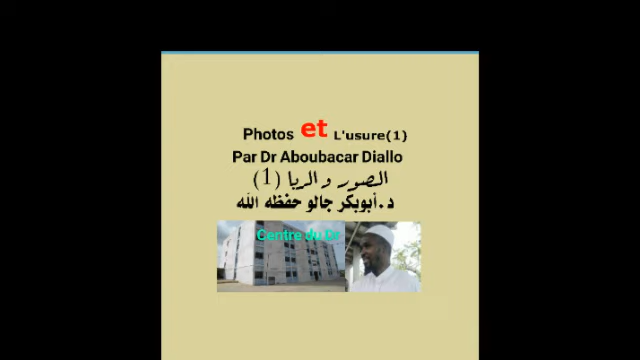 Photos et L'usure(1)
Par Dr Aboubacar Diallo
الصور و الربا (1)
د.أبوبكر جالو حفظه الله
Centre du Dr